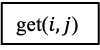 get(i, j)